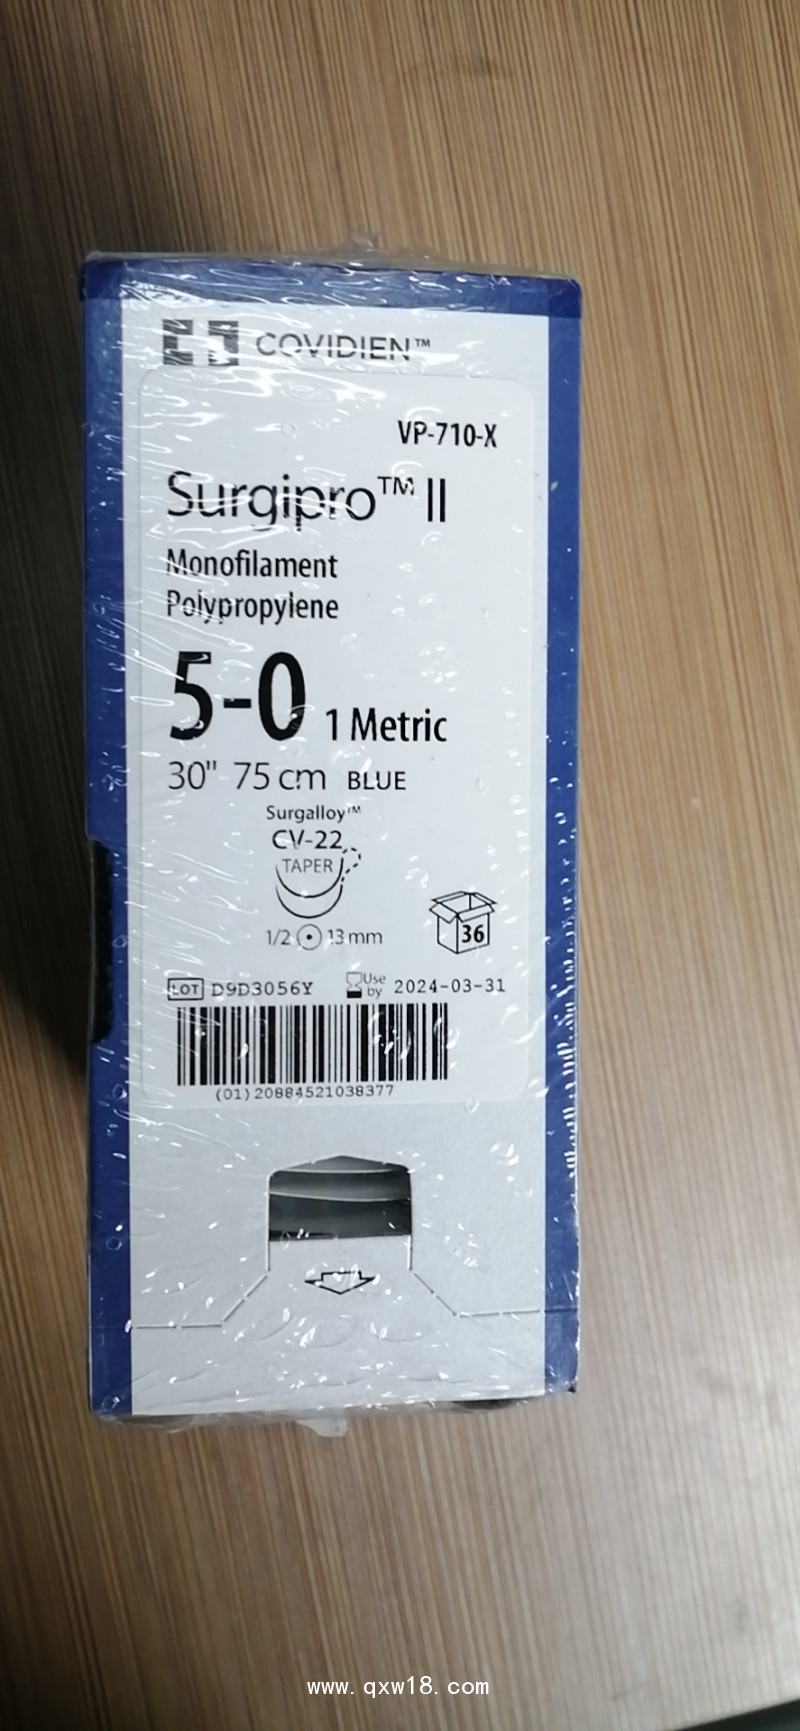 COVIDIEN™
VP-710-X
Surgipro™ II
Monofilament
Polypropylene
5-0 1 Metric
30" 75 cm BLUE
Surgalloy™
CV-22
TAPER
1/2 13 mm
36
LOT D9D3056Y Use by 2024-03-31
(01)20884521038377
www.qxw18.com